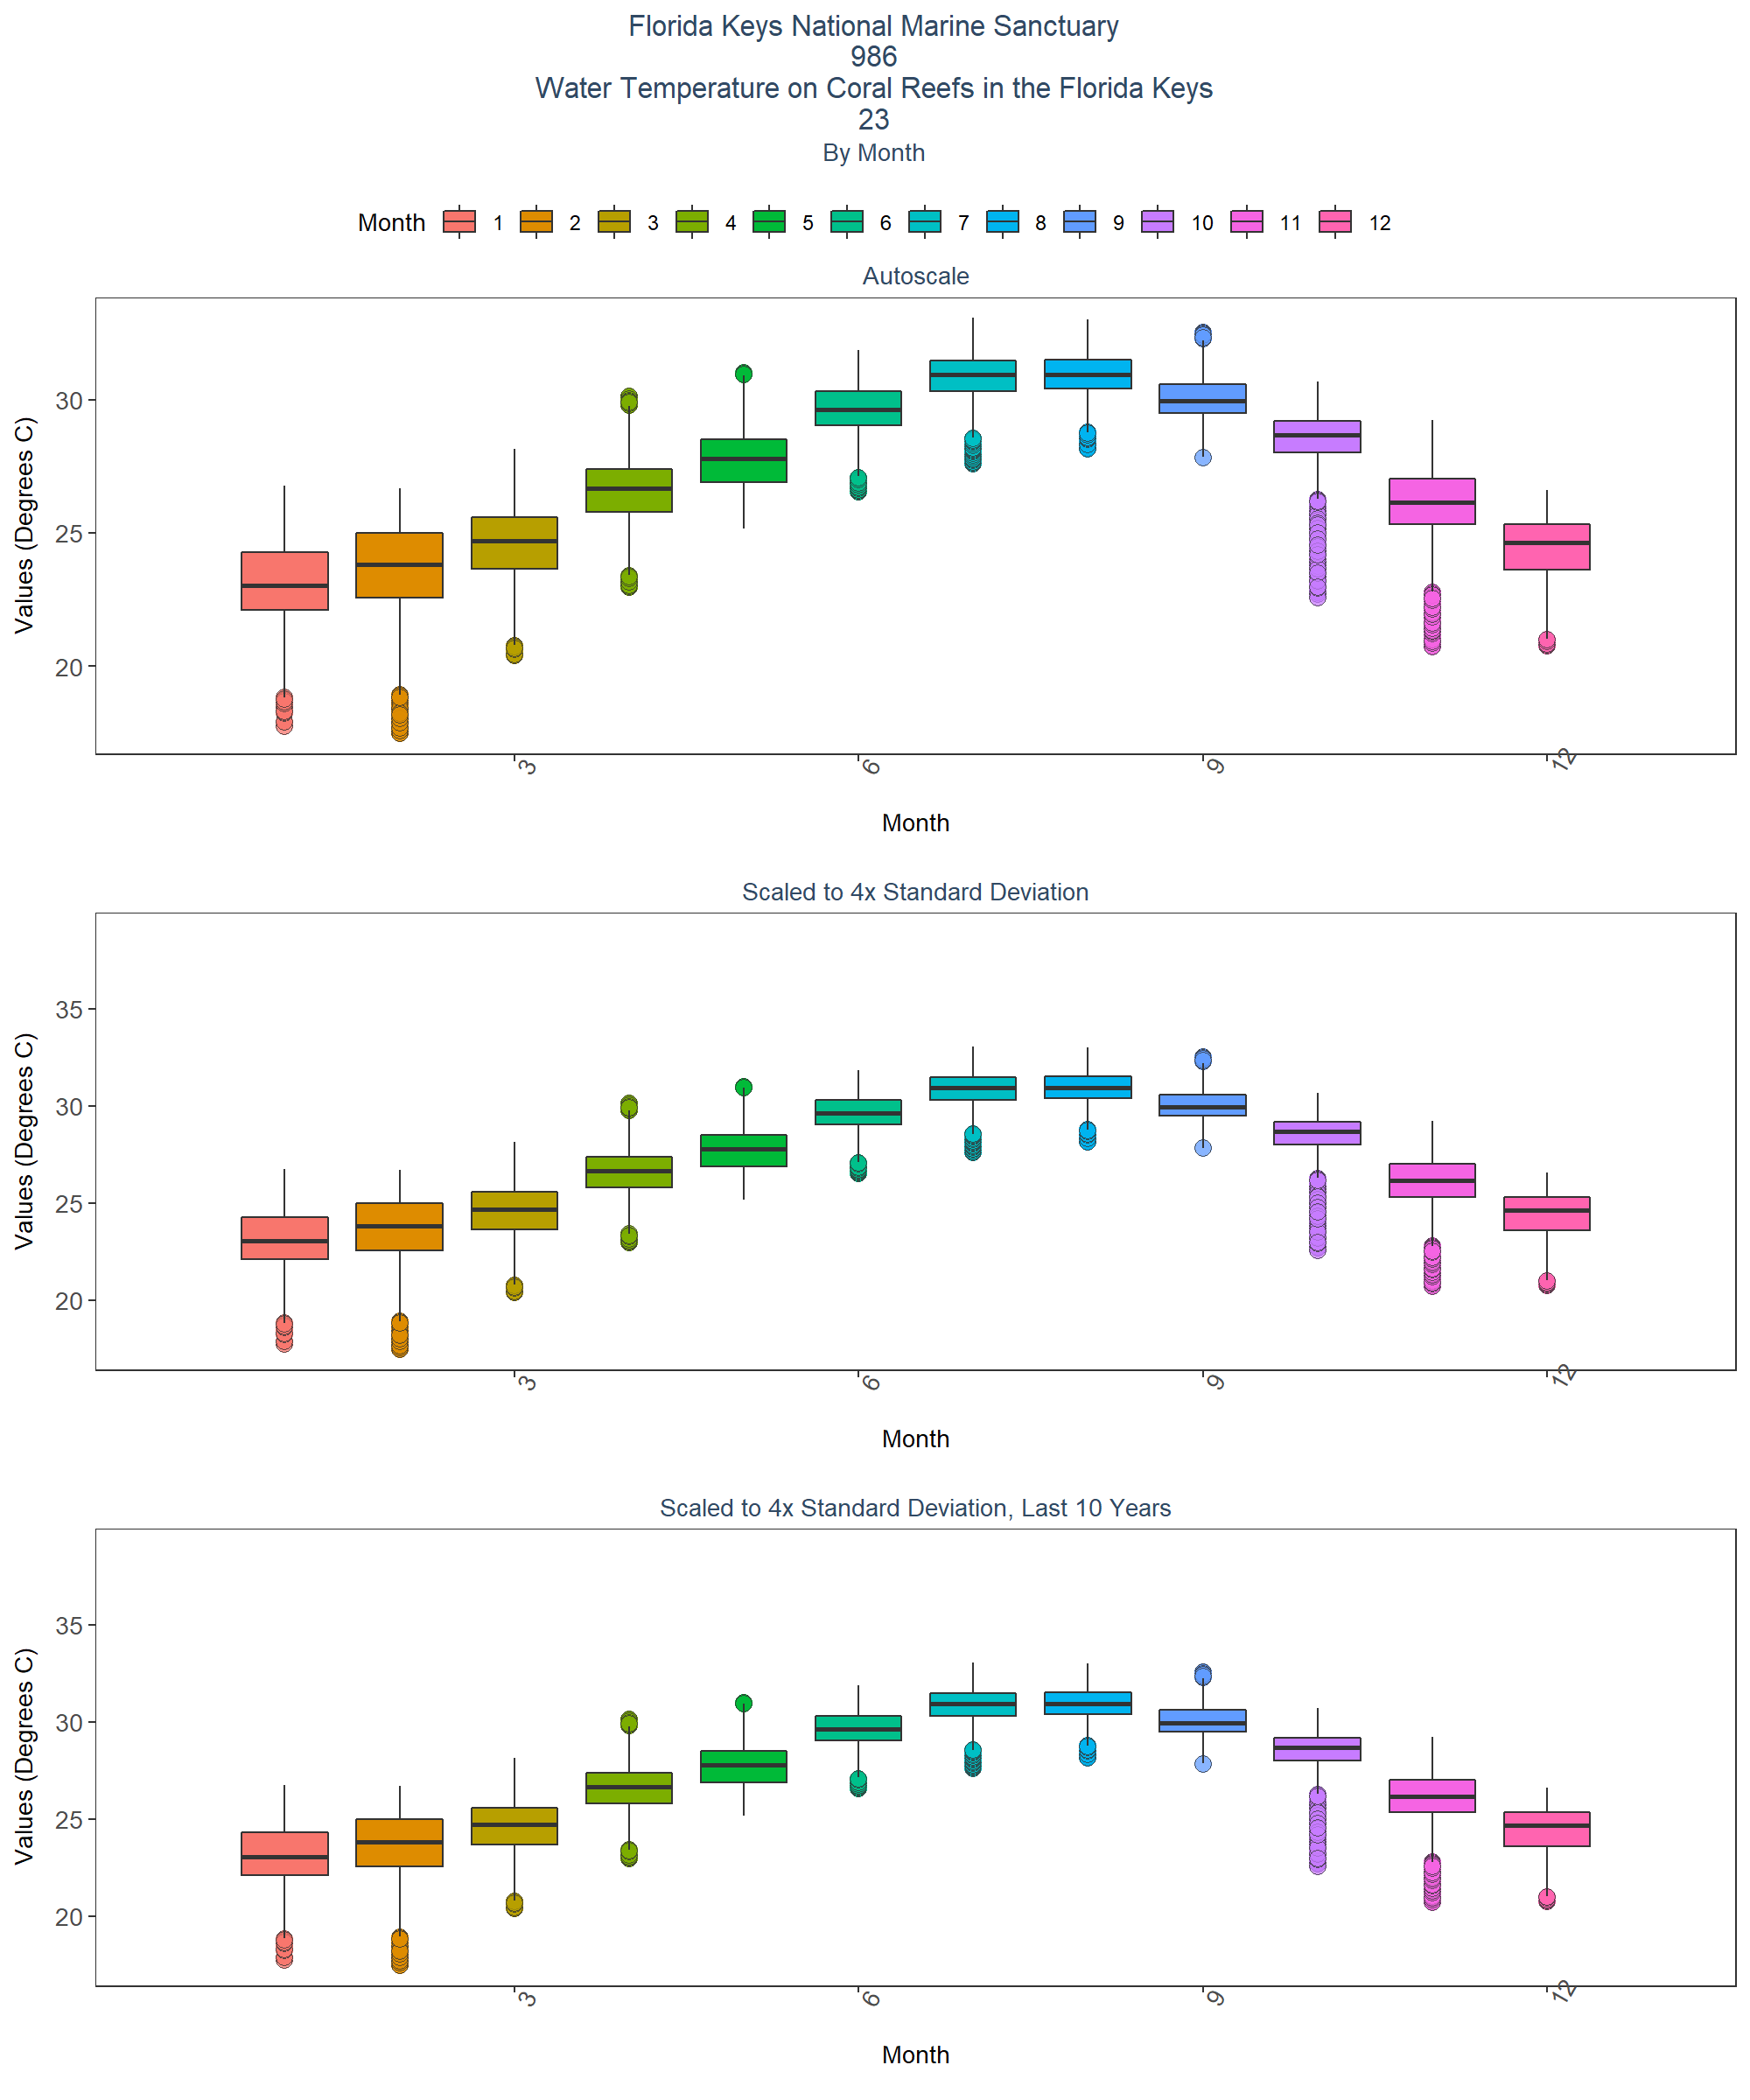 Florida Keys National Marine Sanctuary
986
Water Temperature on Coral Reefs in the Florida Keys
23
By Month
Month 1 2 3 4 5 6 7 8 9 10 11 12
Autoscale
Values (Degrees C)
30
25
20
3 6 9 12
Month
Scaled to 4x Standard Deviation
Values (Degrees C)
35
30
25
20
3 6 9 12
Month
Scaled to 4x Standard Deviation, Last 10 Years
Values (Degrees C)
35
30
25
20
3 6 9 12
Month